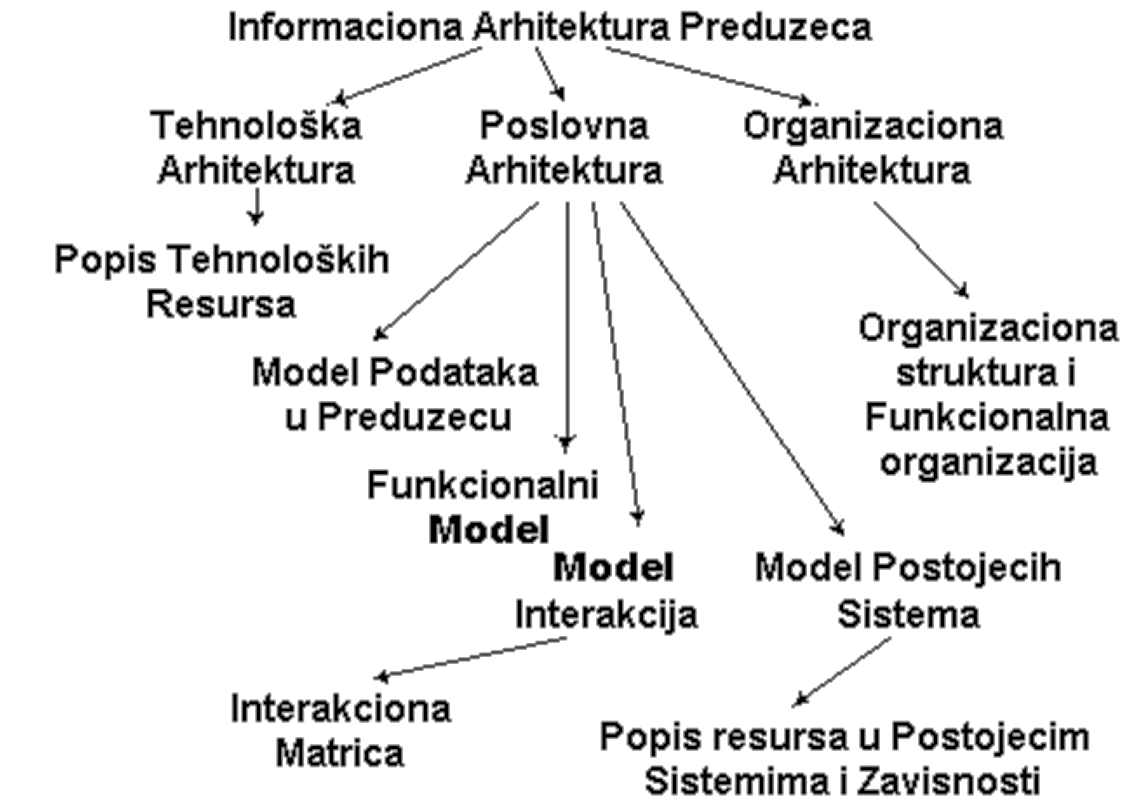 Informaciona Arhitektura Preduzeca
Tehnološka
Arhitektura
Poslovna
Arhitektura
Organizaciona
Arhitektura
Popis Tehnoloških
Resursa
Organizaciona
struktura i
Funkcionalna
organizacija
Model Podataka
u Preduzecu
Funkcionalni
Model
Model
Interakcija
Model Postojecih
Sistema
Interakciona
Matrica
Popis resursa u Postojecim
Sistemima i Zavisnosti